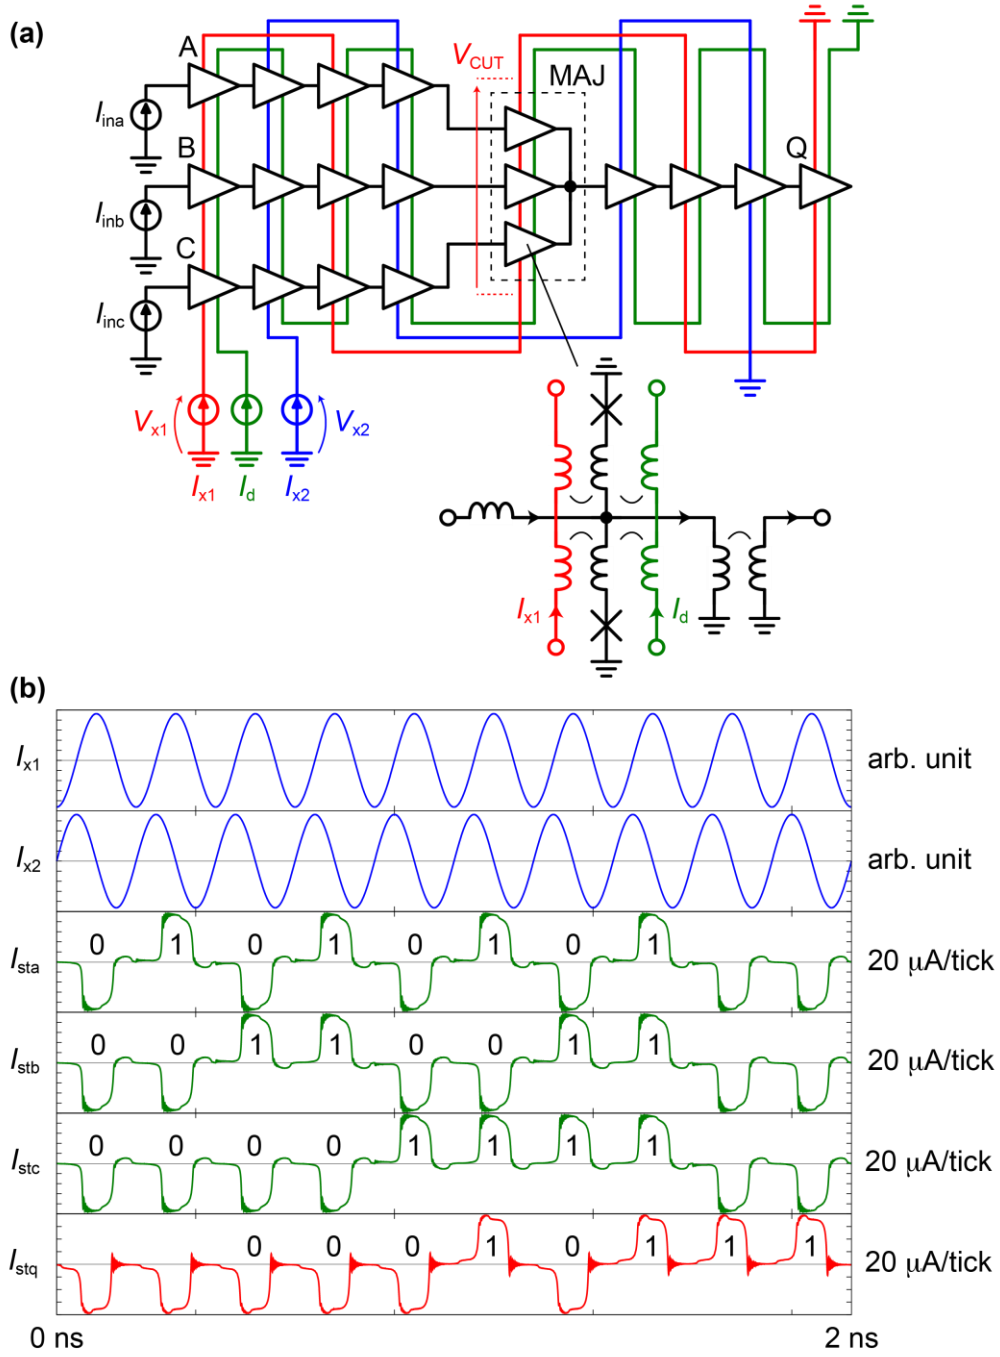 (a)
A
B
C
I_ina
I_inb
I_inc
V_CUT
MAJ
Q
V_x1
V_x2
I_x1
I_d
I_x2
I_x1
I_d
(b)
I_x1 arb. unit
I_x2 arb. unit
I_sta 0 1 0 1 0 1 0 1 20 μA/tick
I_stb 0 0 1 1 0 0 1 1 20 μA/tick
I_stc 0 0 0 0 1 1 1 1 20 μA/tick
I_stq 0 0 0 1 0 1 1 1 20 μA/tick
0 ns 2 ns